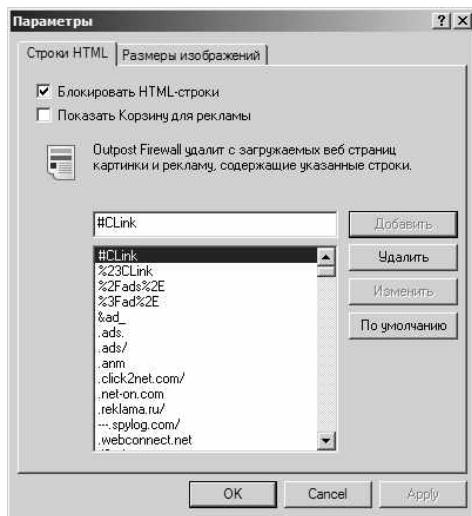 Параметры
Строки HTML Размеры изображений
Блокировать HTML-строки
Показать Корзину для рекламы
Outpost Firewall удалит с загружаемых веб страниц
картинки и рекламу, содержащие указанные строки.
#CLink Добавить
#CLink
%23CLink
%2Fads%2E
%3Fad%2E
&ad_
.ads.
.ads/
.anm
.click2net.com/
.net-on.com
.reklama.ru/
---.spylog.com/
.webconnect.net
Удалить
Изменить
По умолчанию
OK Cancel Apply